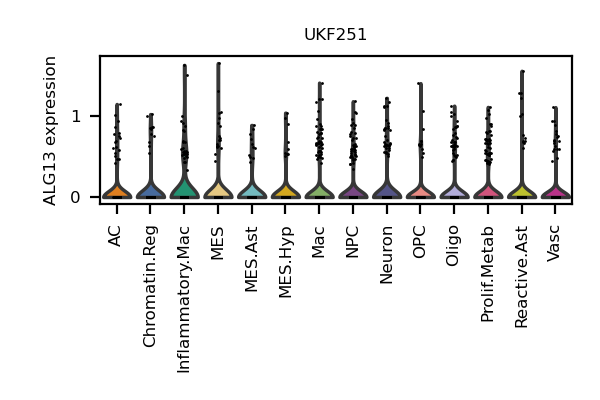 UKF251
ALG13 expression
1
0
AC
Chromatin.Reg
Inflammatory.Mac
MES
MES.Ast
MES.Hyp
Mac
NPC
Neuron
OPC
Oligo
Prolif.Metab
Reactive.Ast
Vasc